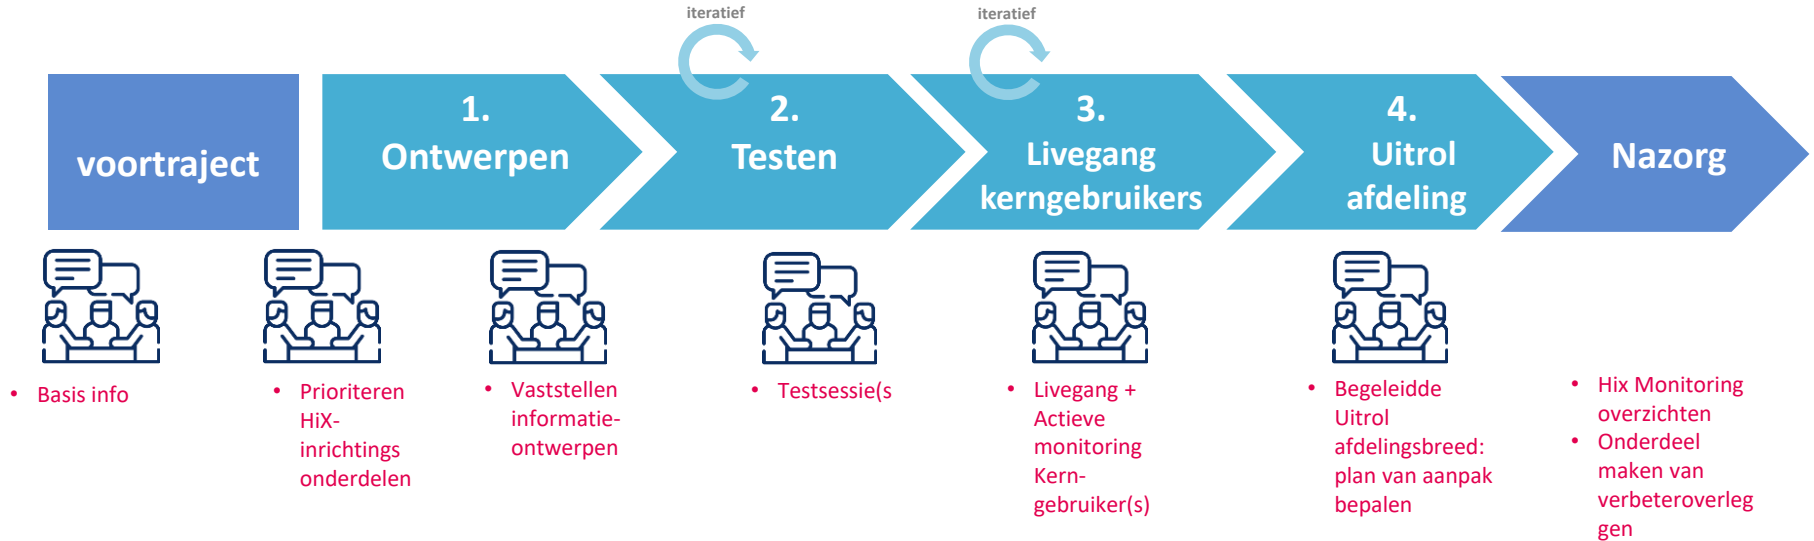 iteratief
iteratief
voortraject
1.
Ontwerpen
2.
Testen
3.
Livegang
kerngebruikers
4.
Uitrol
afdeling
Nazorg
• Basis info
• Prioriteren
HiX-
inrichtings
onderdelen
• Vaststellen
informatie-
ontwerpen
• Testsessie(s
• Livegang +
Actieve
monitoring
Kern-
gebruiker(s)
• Begeleidde
Uitrol
afdelingsbreed:
plan van aanpak
bepalen
• Hix Monitoring
overzichten
• Onderdeel
maken van
verbeteroverleg
gen